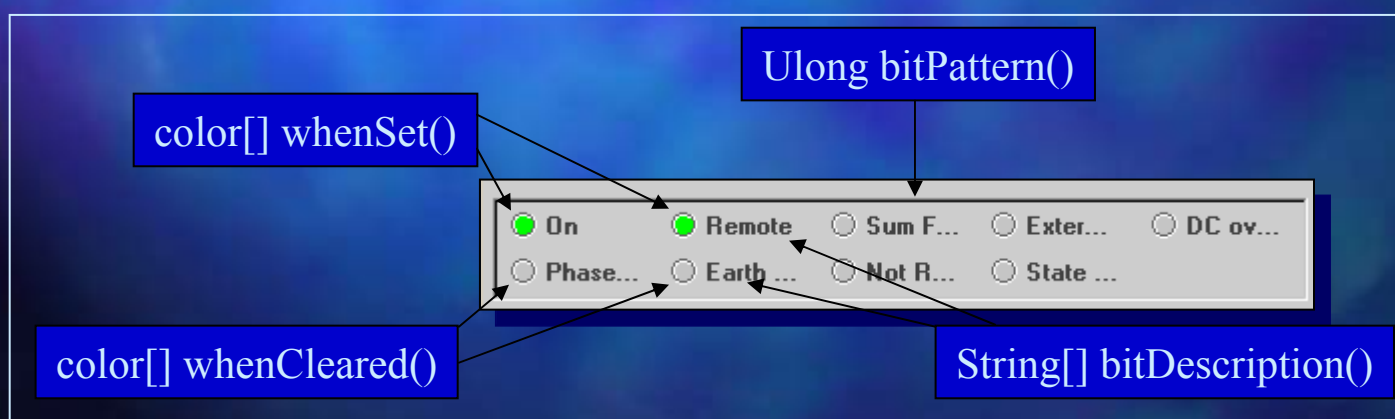 Ulong bitPattern()
color[] whenSet()
On Remote Sum F... Exter... DC ov...
Phase... Earth ... Not R... State ...
color[] whenCleared()
String[] bitDescription()